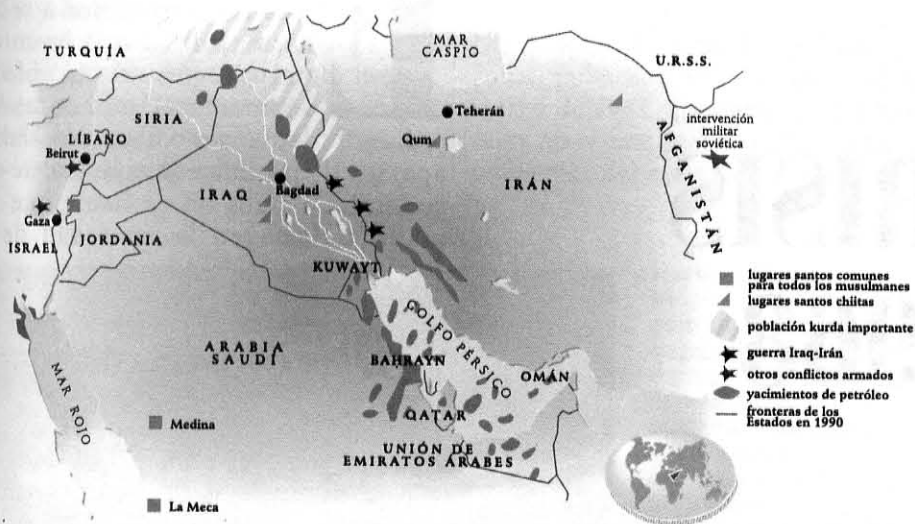 TURQUÍA
MAR
CASPIO
U.R.S.S.
SIRIA
LÍBANO
Beirut
Teherán
Qum
intervención
militar
soviética
AFGANISTÁN
IRAQ
Bagdad
IRÁN
Gaza
ISRAEL
JORDANIA
KUWAYT
GOLFO PÉRSICO
ARABIA
SAUDÍ
BAHRAYN
OMÁN
MAR ROJO
Medina
QATAR
UNIÓN DE
EMIRATOS ÁRABES
La Meca
lugares santos comunes
para todos los musulmanes
lugares santos chiitas
población kurda importante
guerra Iraq-Irán
otros conflictos armados
yacimientos de petróleo
fronteras de los
Estados en 1990